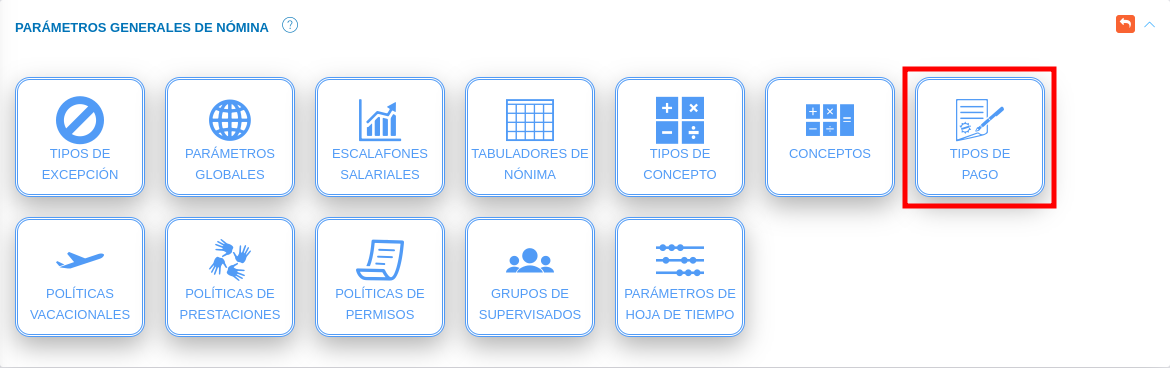 PARÁMETROS GENERALES DE NÓMINA ?
TIPOS DE
EXCEPCIÓN
PARÁMETROS
GLOBALES
ESCALAFONES
SALARIALES
TABULADORES DE
NÓNIMA
TIPOS DE
CONCEPTO
CONCEPTOS
TIPOS DE
PAGO
POLÍTICAS
VACACIONALES
POLÍTICAS DE
PRESTACIONES
POLÍTICAS DE
PERMISOS
GRUPOS DE
SUPERVISADOS
PARÁMETROS DE
HOJA DE TIEMPO